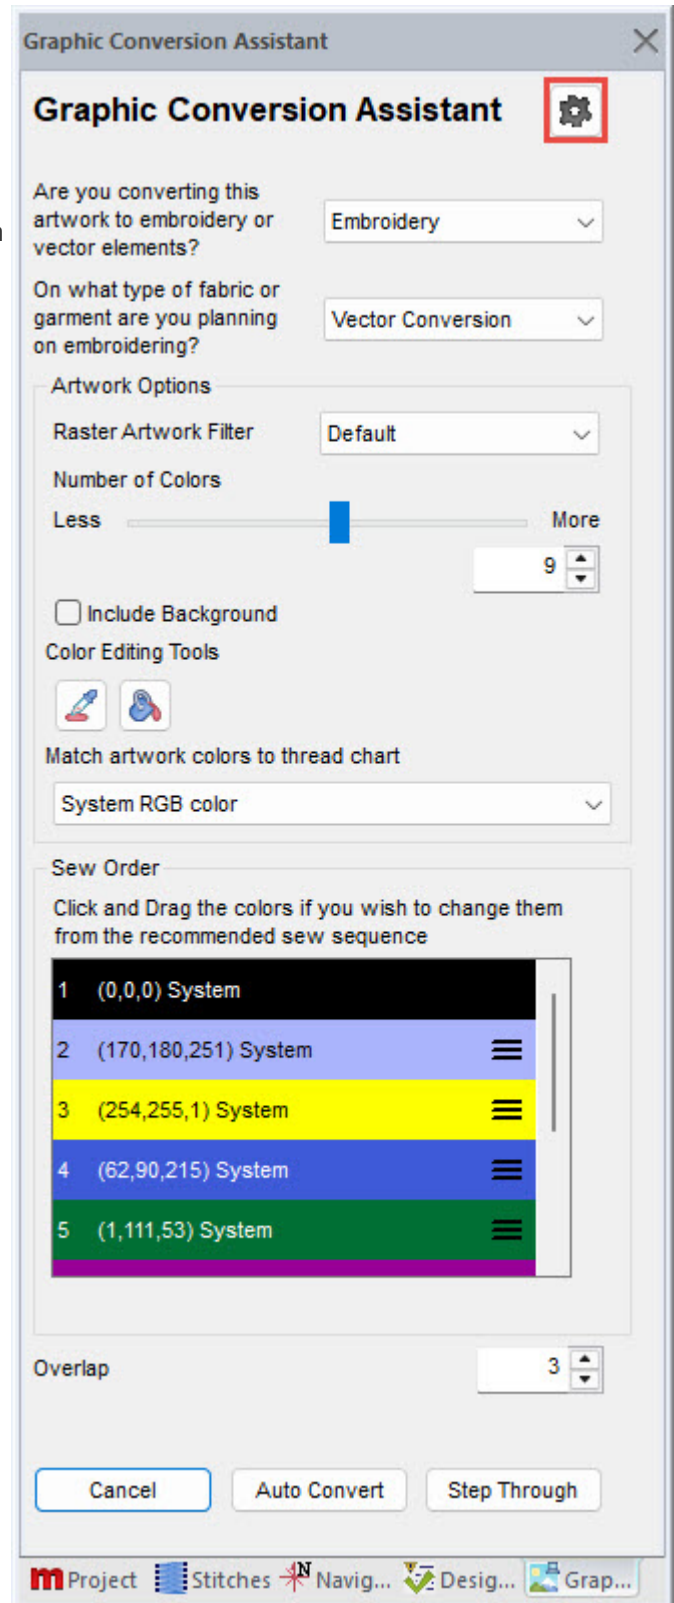 Graphic Conversion Assistant
Graphic Conversion Assistant
Are you converting this
artwork to embroidery or
vector elements?
Embroidery
On what type of fabric or
garment are you planning
on embroidering?
Vector Conversion
Artwork Options
Raster Artwork Filter
Default
Number of Colors
Less
More
9
Include Background
Color Editing Tools
Match artwork colors to thread chart
System RGB color
Sew Order
Click and Drag the colors if you wish to change them
from the recommended sew sequence
1 (0,0,0) System
2 (170,180,251) System
3 (254,255,1) System
4 (62,90,215) System
5 (1,111,53) System
Overlap
3
Cancel Auto Convert Step Through
m Project Stitches N Navig... Desig... Grap...